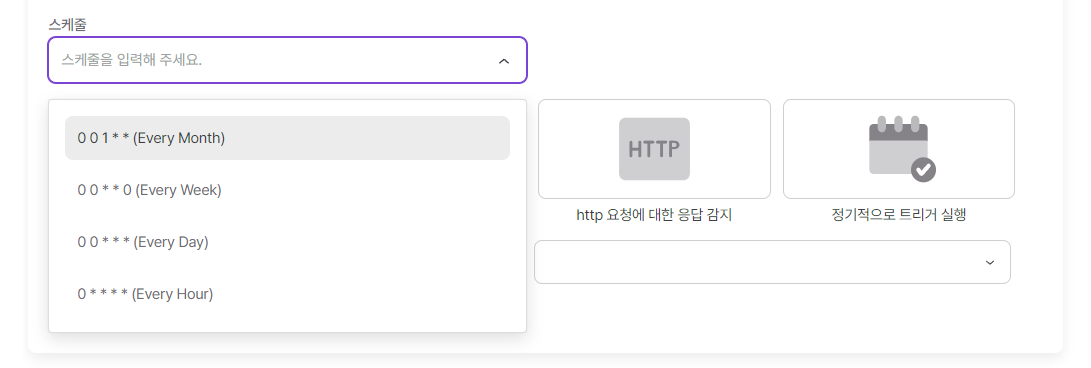 스케줄
스케줄을 입력해 주세요.
0 0 1 * * (Every Month)
0 0 * * 0 (Every Week)
0 0 * * * (Every Day)
0 * * * * (Every Hour)
HTTP
http 요청에 대한 응답 감지
정기적으로 트리거 실행